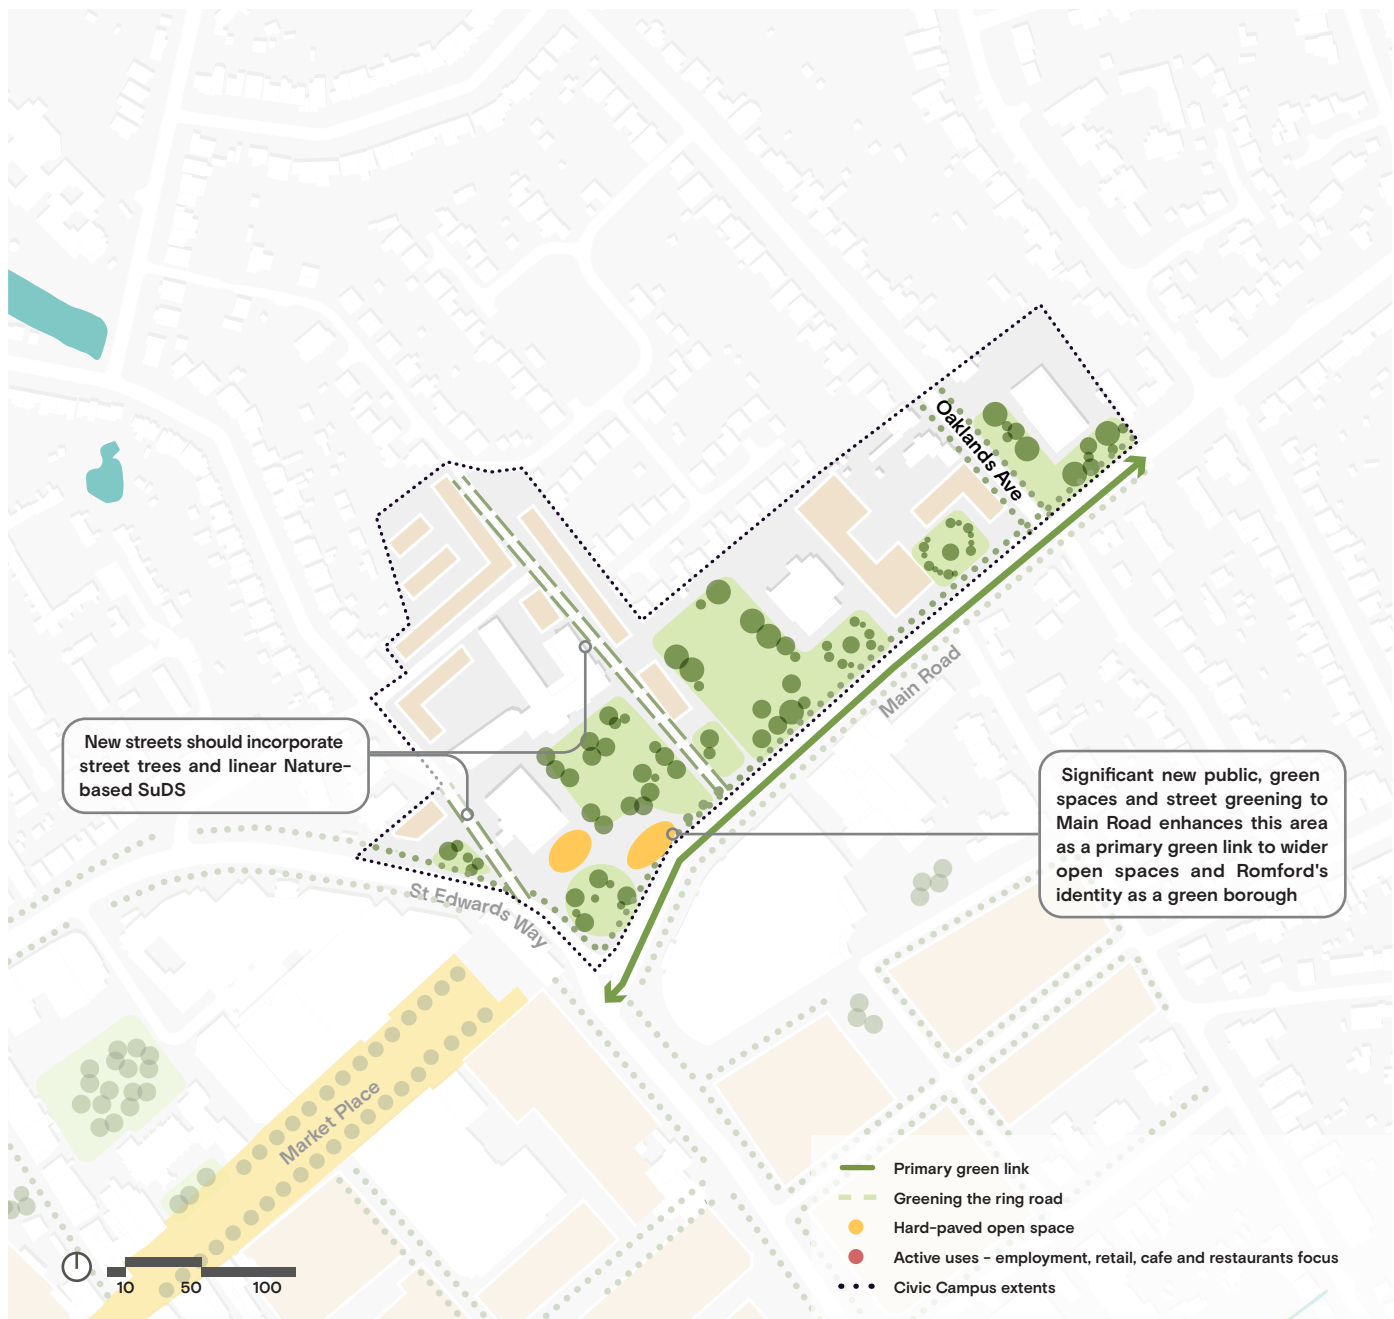 Oaklands Ave
Main Road
New streets should incorporate
street trees and linear Nature-
based SuDS
Significant new public, green
spaces and street greening to
Main Road enhances this area
as a primary green link to wider
open spaces and Romford's
identity as a green borough
St Edwards Way
Market Place
Primary green link
Greening the ring road
Hard-paved open space
Active uses - employment, retail, cafe and restaurants focus
Civic Campus extents
10 50 100